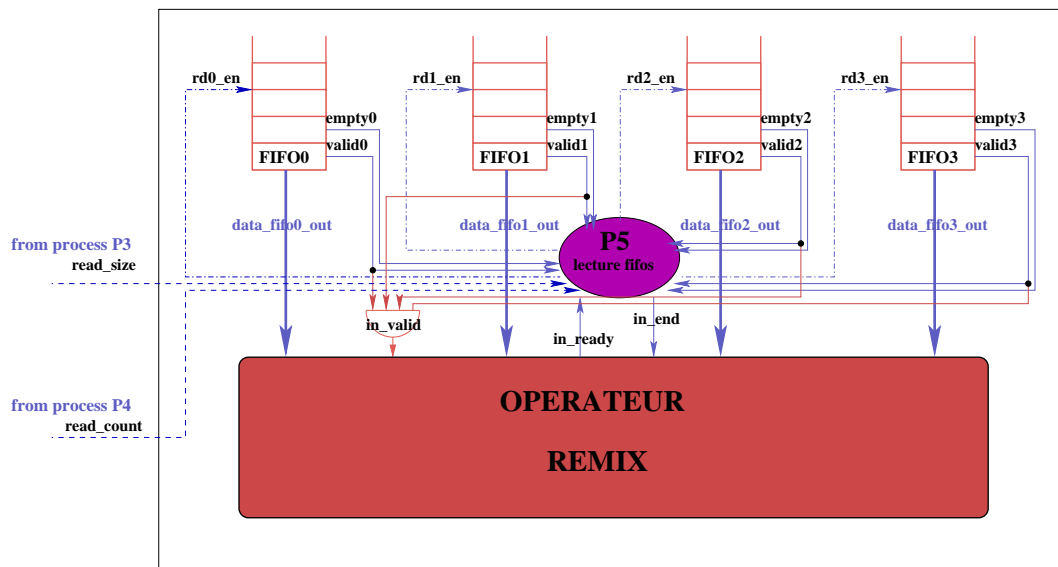 rd0_en
rd1_en
rd2_en
rd3_en
empty0
empty1
empty2
empty3
valid0
valid1
valid2
valid3
FIFO0
FIFO1
FIFO2
FIFO3
data_fifo0_out
data_fifo1_out
data_fifo2_out
data_fifo3_out
P5
lecture fifos
from process P3
read_size
in_valid
in_end
in_ready
from process P4
read_count
OPERATEUR
REMIX